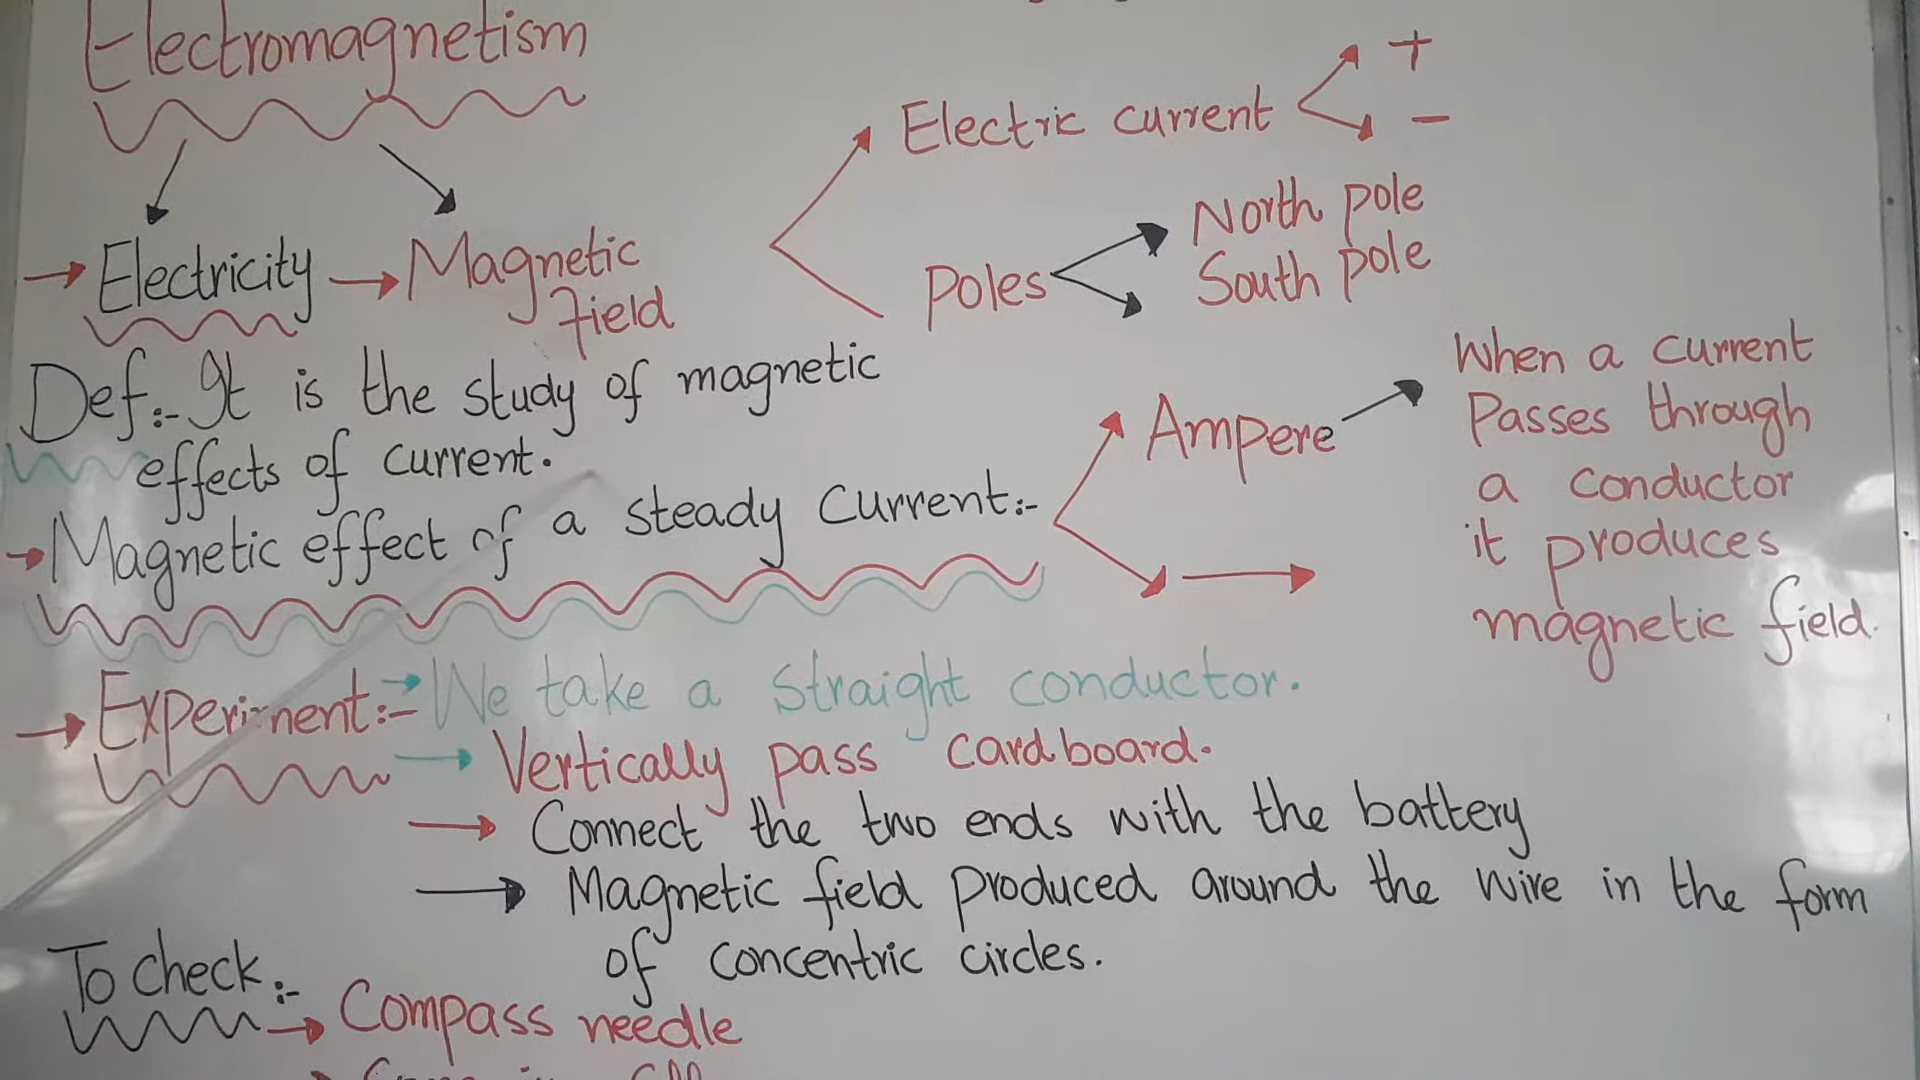 Electromagnetism
Electric current
+
-
Poles
North pole
South pole
→ Electricity → Magnetic
field
Def:- It is the study of magnetic
effects of current.
→ Magnetic effect of a steady current:-
Ampere
When a current
Passes through
a conductor
it produces
magnetic field.
→ Experiment:- → We take a straight conductor.
→ Vertically pass cardboard.
→ Connect the two ends with the battery
→ Magnetic field produced around the wire in the form
of concentric circles.
To check:-
→ Compass needle